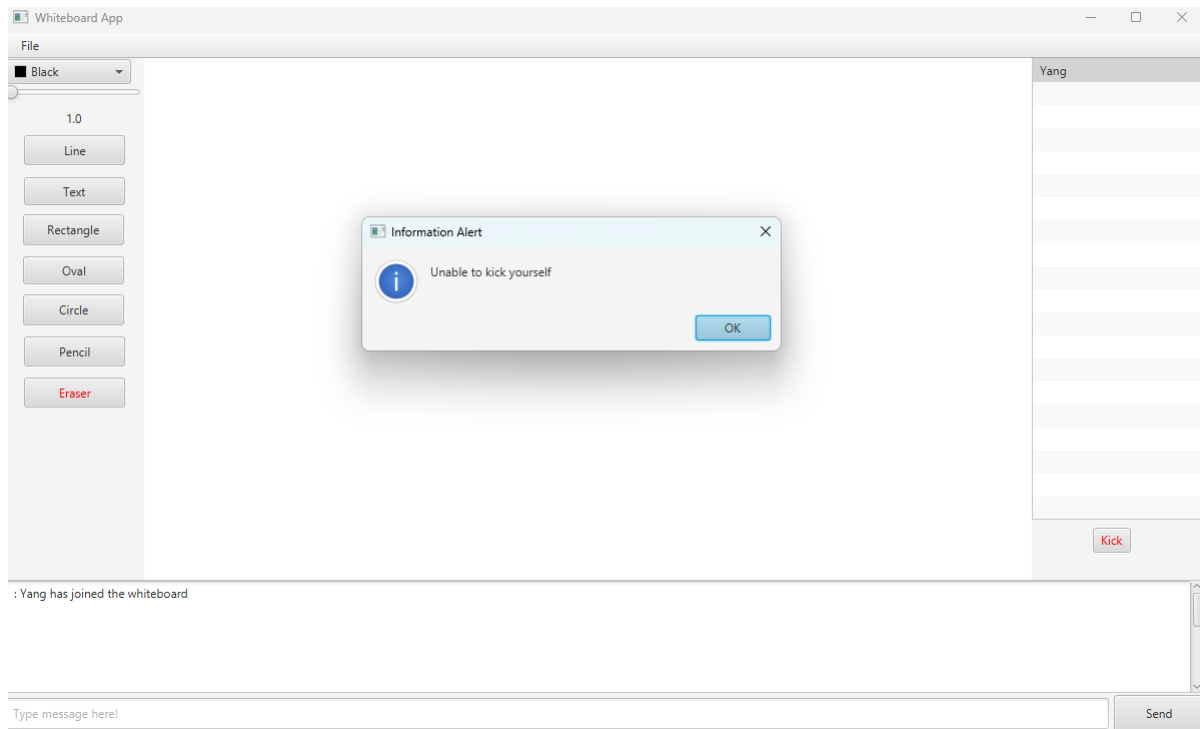 Whiteboard App
File
Black
Yang
1.0
Line
Text
Rectangle
Oval
Circle
Pencil
Eraser
Information Alert
Unable to kick yourself
OK
Kick
: Yang has joined the whiteboard
Type message here!
Send